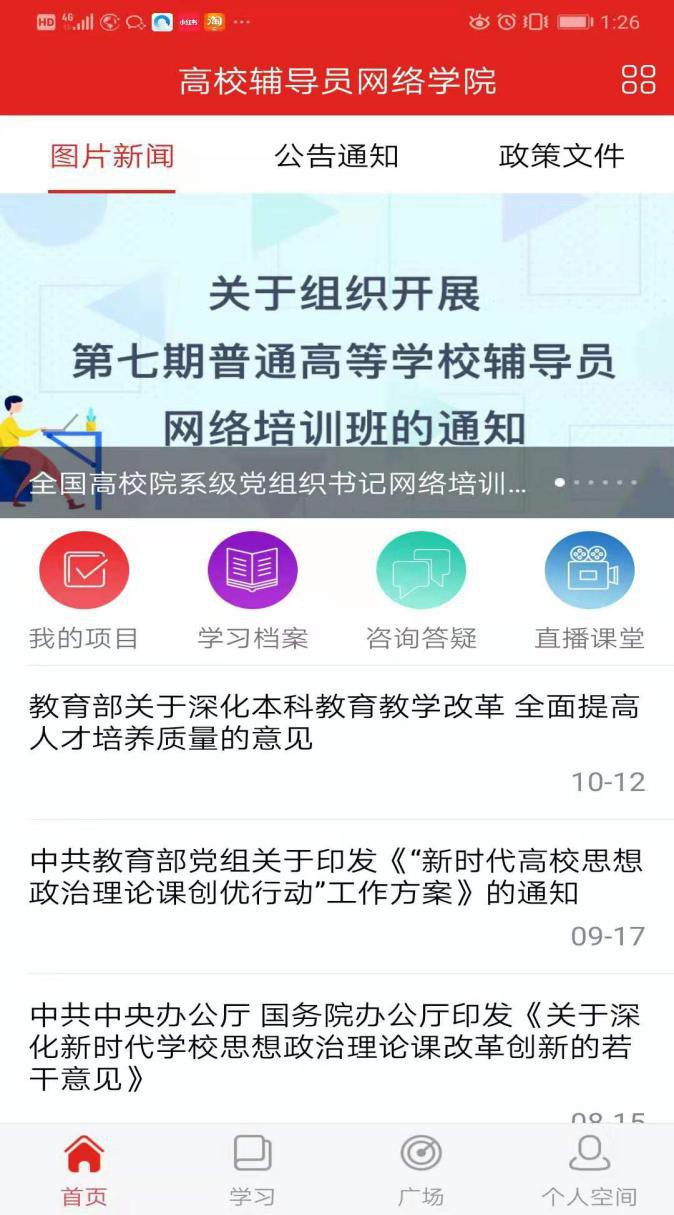 HD 4G 小红书 淘 ... 1:26
高校辅导员网络学院
图片新闻 公告通知 政策文件
关于组织开展
第七期普通高等学校辅导员
网络培训班的通知
全国高校院系级党组织书记网络培训...
我的项目 学习档案 咨询答疑 直播课堂
教育部关于深化本科教育教学改革 全面提高
人才培养质量的意见
10-12
中共教育部党组关于印发《“新时代高校思想
政治理论课创优行动”工作方案》的通知
09-17
中共中央办公厅 国务院办公厅印发《关于深
化新时代学校思想政治理论课改革创新的若
干意见》
08-15
首页 学习 广场 个人空间